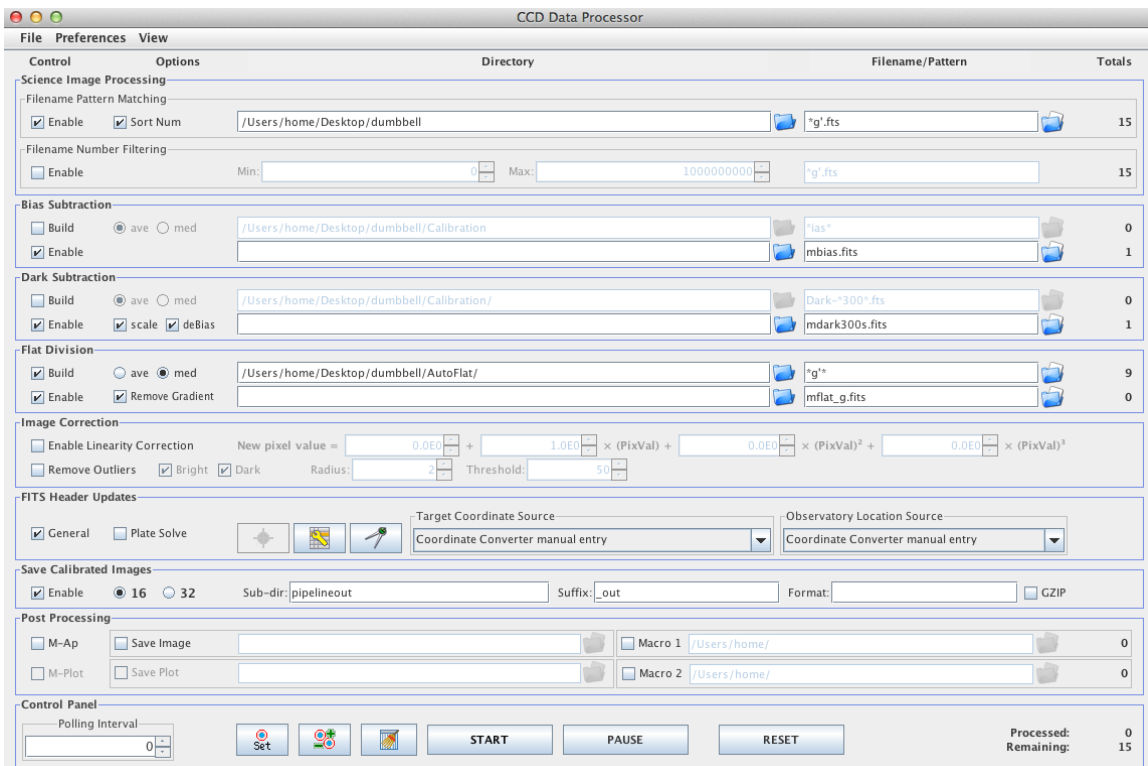 CCD Data Processor
File Preferences View
Control Options Directory Filename/Pattern Totals
Science Image Processing
Filename Pattern Matching
Enable Sort Num /Users/home/Desktop/dumbbell *g'.fts 15
Filename Number Filtering
Enable Min: 0 Max: 1000000000 *g'.fts 15
Bias Subtraction
Build ave med /Users/home/Desktop/dumbbell/Calibration *ias* 0
Enable mbias.fits 1
Dark Subtraction
Build ave med /Users/home/Desktop/dumbbell/Calibration/ Dark-*300*.fts 0
Enable scale deBias mdark300s.fits 1
Flat Division
Build ave med /Users/home/Desktop/dumbbell/AutoFlat/ *g'* 9
Enable Remove Gradient mflat_g.fits 0
Image Correction
Enable Linearity Correction New pixel value = 0.0E0 + 1.0E0 × (PixVal) + 0.0E0 × (PixVal)² + 0.0E0 × (PixVal)³
Remove Outliers Bright Dark Radius: 2 Threshold: 50
FITS Header Updates
Target Coordinate Source Observatory Location Source
General Plate Solve Coordinate Converter manual entry Coordinate Converter manual entry
Save Calibrated Images
Enable 16 32 Sub-dir: pipelineout Suffix: _out Format: GZIP
Post Processing
M-Ap Save Image Macro 1 /Users/home/ 0
M-Plot Save Plot Macro 2 /Users/home/ 0
Control Panel
Polling Interval
0 Set START PAUSE RESET
Processed: 0
Remaining: 15